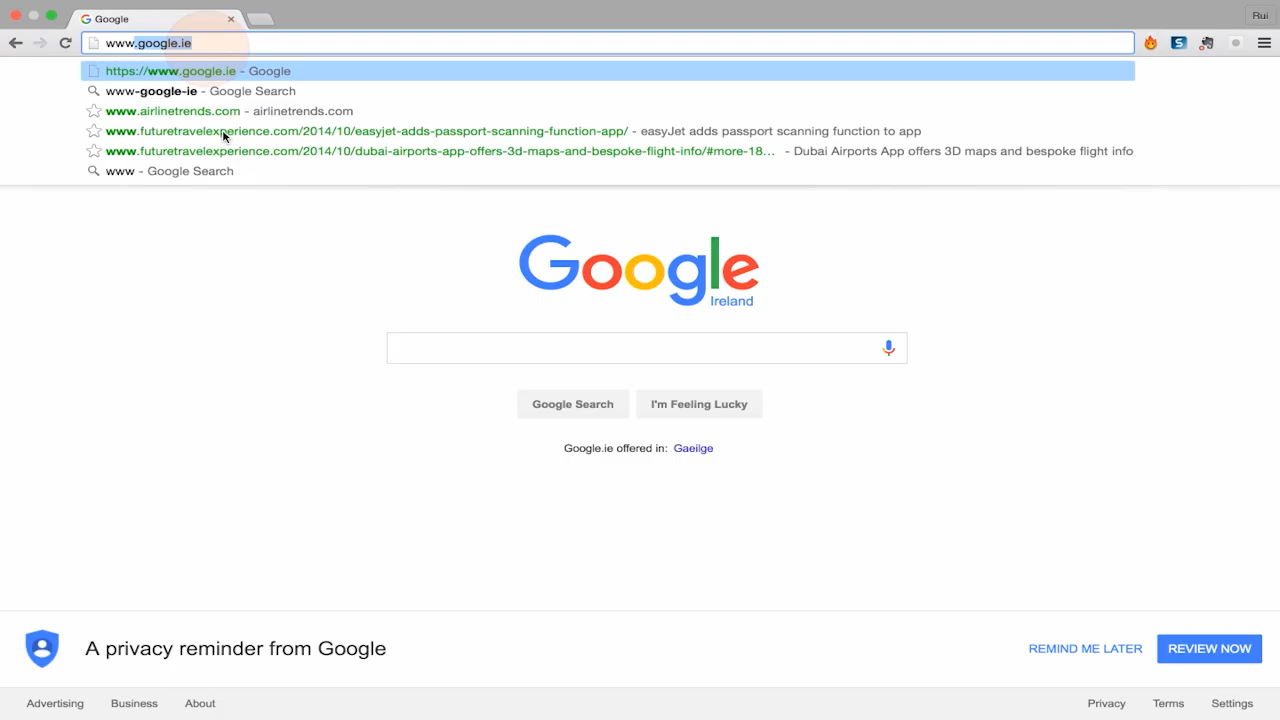 Google
Rui
www.google.ie
https://www.google.ie - Google
www-google-ie - Google Search
www.airlinetrends.com - airlinetrends.com
www.futuretravelexperience.com/2014/10/easyjet-adds-passport-scanning-function-app/ - easyJet adds passport scanning function to app
www.futuretravelexperience.com/2014/10/dubai-airports-app-offers-3d-maps-and-bespoke-flight-info/#more-18... - Dubai Airports App offers 3D maps and bespoke flight info
www - Google Search
Google
Ireland
Google Search I'm Feeling Lucky
Google.ie offered in: Gaeilge
A privacy reminder from Google REMIND ME LATER REVIEW NOW
Advertising Business About Privacy Terms Settings